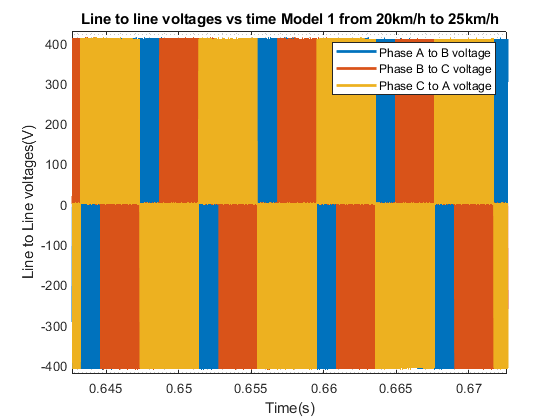 Line to line voltages vs time Model 1 from 20km/h to 25km/h
Phase A to B voltage
Phase B to C voltage
Phase C to A voltage
Line to Line voltages(V)
400
300
200
100
0
-100
-200
-300
-400
0.645
0.65
0.655
0.66
0.665
0.67
Time(s)